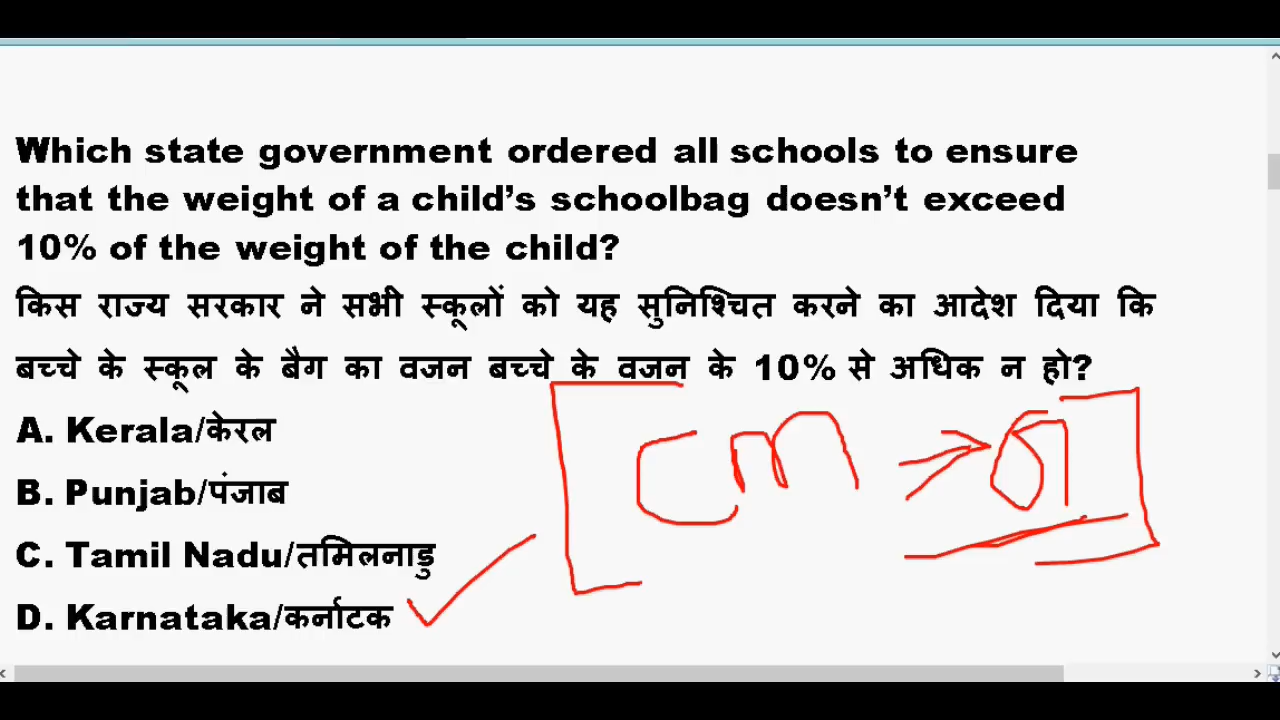 Which state government ordered all schools to ensure
that the weight of a child’s schoolbag doesn’t exceed
10% of the weight of the child?
किस राज्य सरकार ने सभी स्कूलों को यह सुनिश्चित करने का आदेश दिया कि
बच्चे के स्कूल के बैग का वजन बच्चे के वजन के 10% से अधिक न हो?
A. Kerala/केरल
B. Punjab/पंजाब
C. Tamil Nadu/तमिलनाडु
D. Karnataka/कर्नाटक
cm